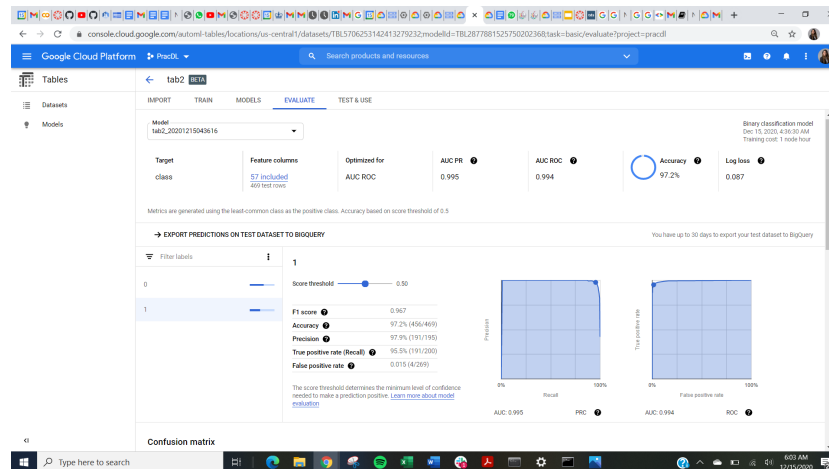 console.cloud.google.com/automl-tables/locations/us-central1/datasets/TBL5706253142413279232;modelId=TBL2877881525750202368;task=basic/evaluate?project=pracdl
Google Cloud Platform PracDL Search products and resources
Tables
Datasets
Models
tab2 BETA
IMPORT TRAIN MODELS EVALUATE TEST & USE
Model
tab2_20201215043616
Binary classification model
Dec 15, 2020, 4:36:30 AM
Training cost: 1 node hour
Target Feature columns Optimized for AUC PR AUC ROC Accuracy Log loss
class 57 included AUC ROC 0.995 0.994 97.2% 0.087
469 test rows
Metrics are generated using the least-common class as the positive class. Accuracy based on score threshold of 0.5
EXPORT PREDICTIONS ON TEST DATASET TO BIGQUERY You have up to 30 days to export your test dataset to BigQuery
Filter labels
0
1
1
Score threshold 0.50
F1 score 0.967
Accuracy 97.2% (456/469)
Precision 97.9% (191/195)
True positive rate (Recall) 95.5% (191/200)
False positive rate 0.015 (4/269)
The score threshold determines the minimum level of confidence
needed to make a prediction positive. Learn more about model
evaluation
Precision
0% 100%
Recall
AUC: 0.995 PRC
True positive rate
0% 100%
False positive rate
AUC: 0.994 ROC
Confusion matrix
Type here to search
6:03 AM
12/15/2020